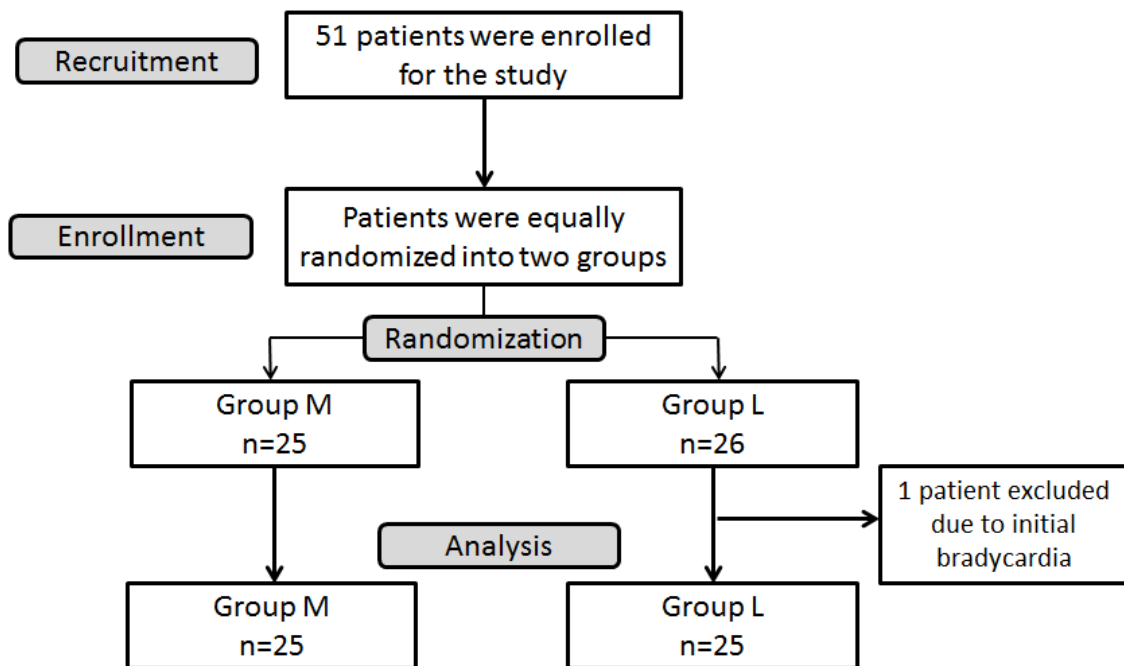 Recruitment
51 patients were enrolled
for the study
Enrollment
Patients were equally
randomized into two groups
Randomization
Group M
n=25
Group L
n=26
1 patient excluded
due to initial
bradycardia
Analysis
Group M
n=25
Group L
n=25